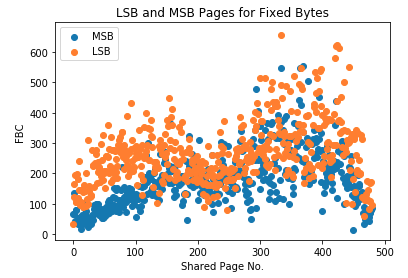 LSB and MSB Pages for Fixed Bytes
MSB
LSB
600
500
400
300
200
100
0
FBC
0 100 200 300 400 500
Shared Page No.